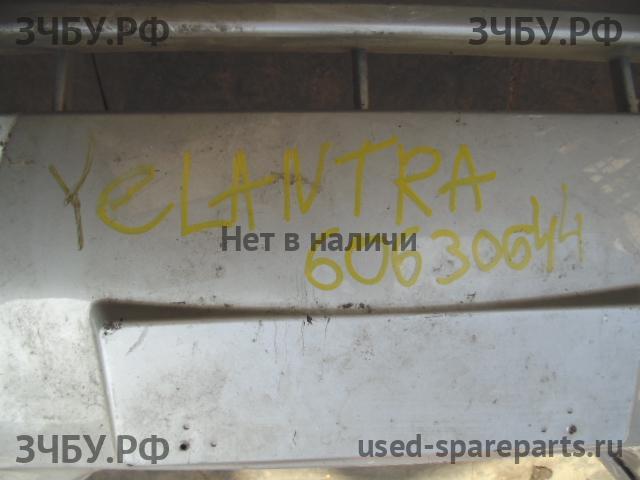 ЗЧБУ.РФ ЗЧБУ.РФ
YeLANTRA
Нет в наличи
60630644
ЗЧБУ.РФ used-spareparts.ru